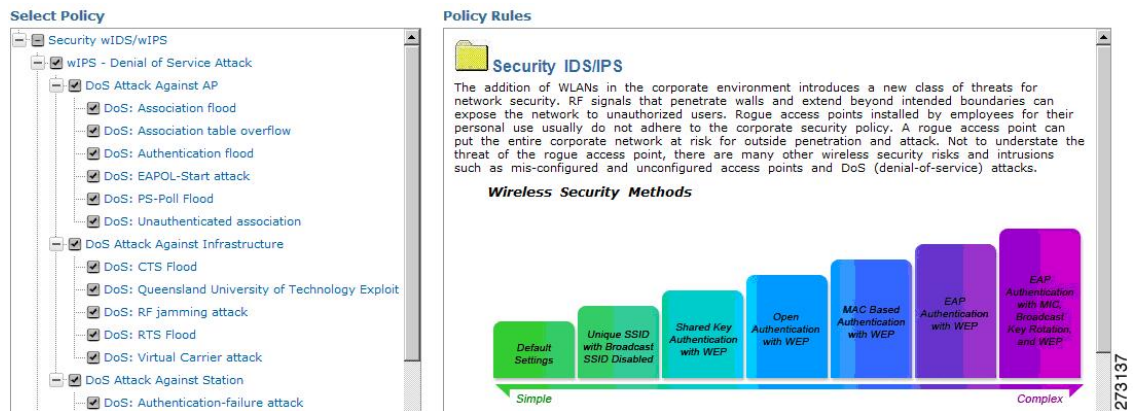 Select Policy
Security wIDS/wIPS
wIPS - Denial of Service Attack
DoS Attack Against AP
DoS: Association flood
DoS: Association table overflow
DoS: Authentication flood
DoS: EAPOL-Start attack
DoS: PS-Poll Flood
DoS: Unauthenticated association
DoS Attack Against Infrastructure
DoS: CTS Flood
DoS: Queensland University of Technology Exploit
DoS: RF jamming attack
DoS: RTS Flood
DoS: Virtual Carrier attack
DoS Attack Against Station
DoS: Authentication-failure attack
Policy Rules
Security IDS/IPS
The addition of WLANs in the corporate environment introduces a new class of threats for
network security. RF signals that penetrate walls and extend beyond intended boundaries can
expose the network to unauthorized users. Rogue access points installed by employees for their
personal use usually do not adhere to the corporate security policy. A rogue access point can
put the entire corporate network at risk for outside penetration and attack. Not to understate the
threat of the rogue access point, there are many other wireless security risks and intrusions
such as mis-configured and unconfigured access points and DoS (denial-of-service) attacks.
Wireless Security Methods
Default
Settings
Unique SSID
with Broadcast
SSID Disabled
Shared Key
Authentication
with WEP
Open
Authentication
with WEP
MAC Based
Authentication
with WEP
EAP
Authentication
with WEP
EAP
Authentication
with MIC,
Broadcast
Key Rotation,
and WEP
Simple
Complex
273137